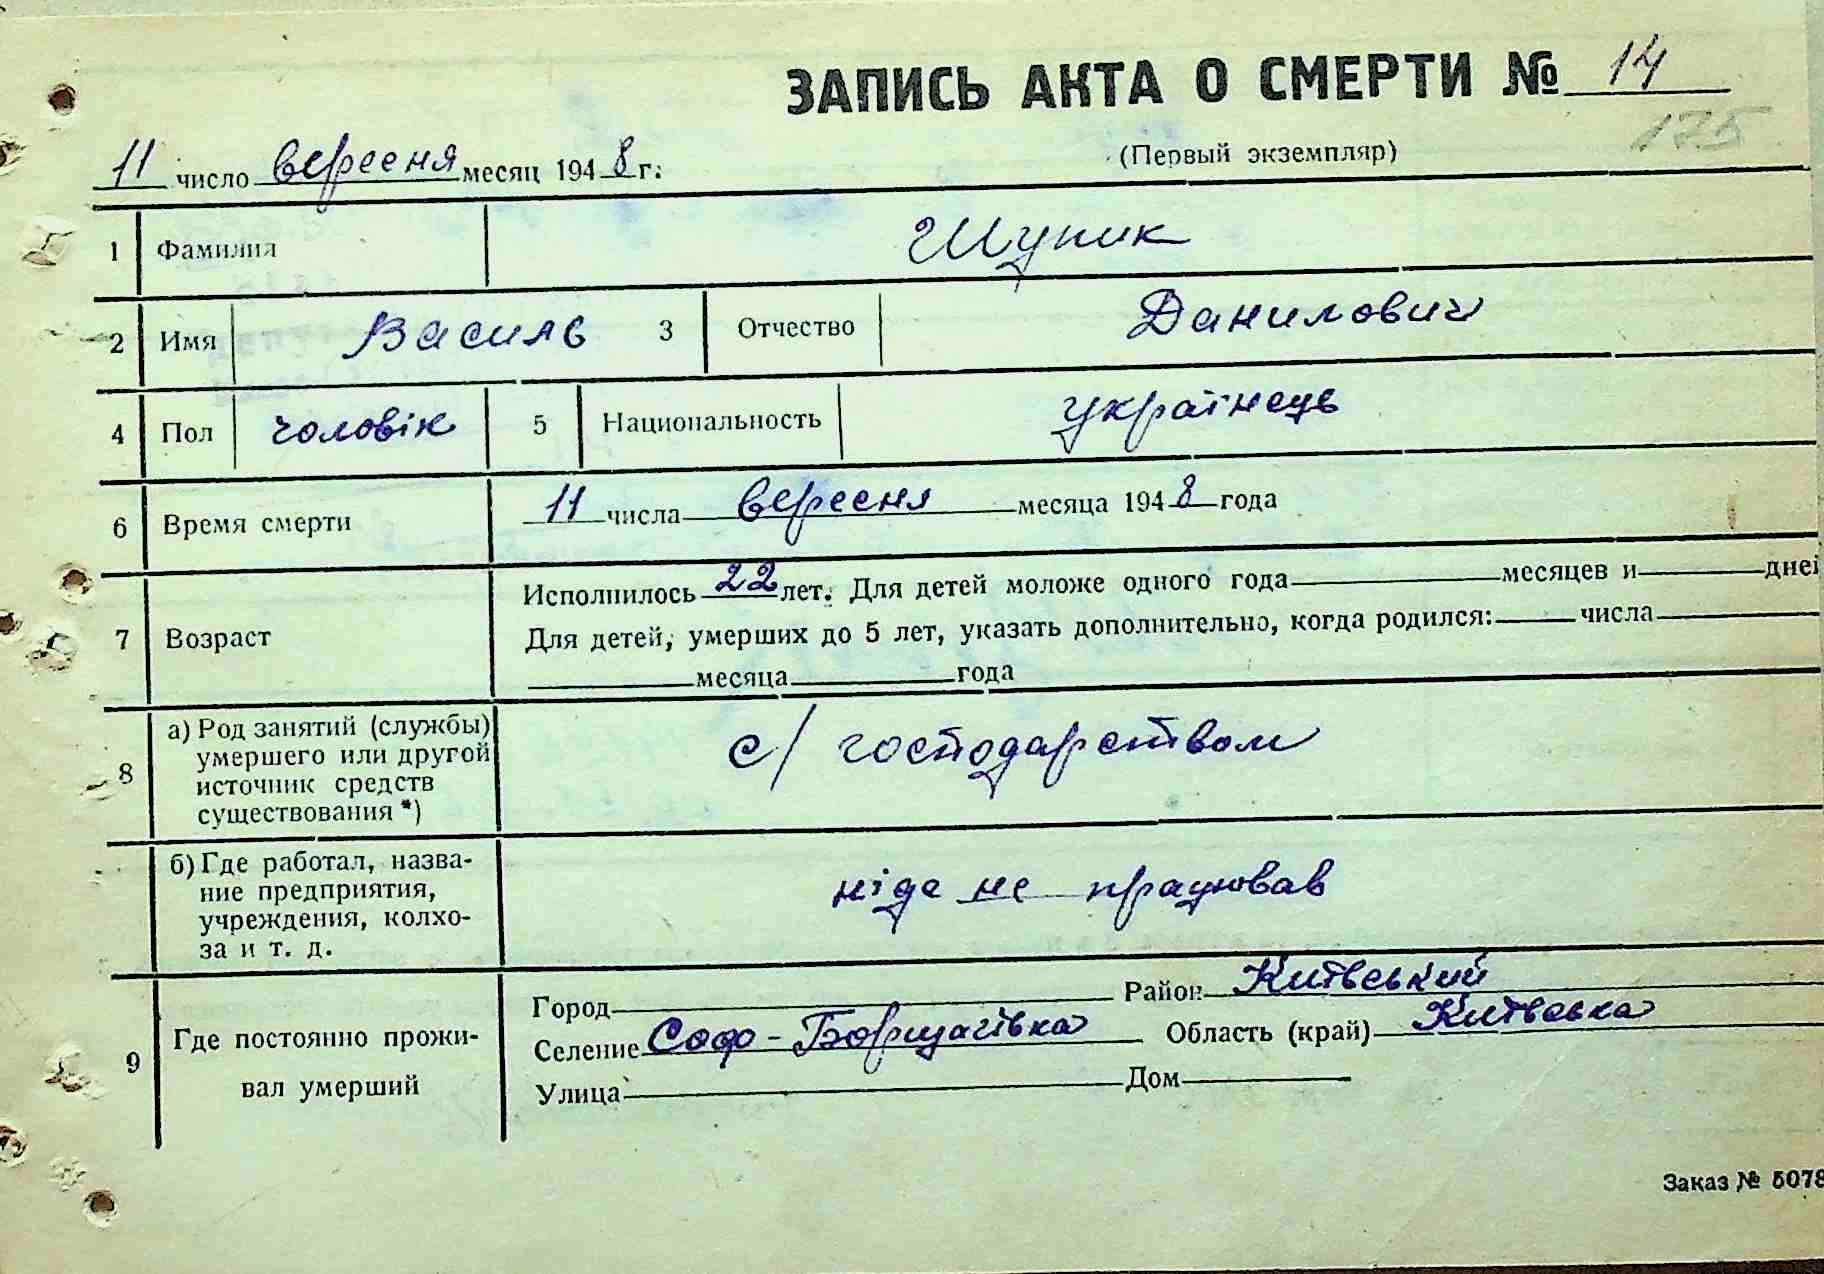 ЗАПИСЬ АКТА О СМЕРТИ № 14
175
(Первый экземпляр)
11 число вересня месяц 1948 г.
1 Фамилия Шупик
2 Имя Василь 3 Отчество Данилович
4 Пол чоловік 5 Национальность українець
6 Время смерти 11 числа вересня месяца 1948 года
7 Возраст
Исполнилось 22 лет. Для детей моложе одного года месяцев и дней
Для детей, умерших до 5 лет, указать дополнительно, когда родился: числа
месяца года
8 а) Род занятий (службы)
умершего или другой
источник средств
существования *)
с/господарством
б) Где работал, назва-
ние предприятия,
учреждения, колхо-
за и т. д.
ніде не працював
9 Где постоянно прожи-
вал умерший
Город Район Київський
Селение Соф-Борщагівка Область (край) Київська
Улица Дом
Заказ № 5078